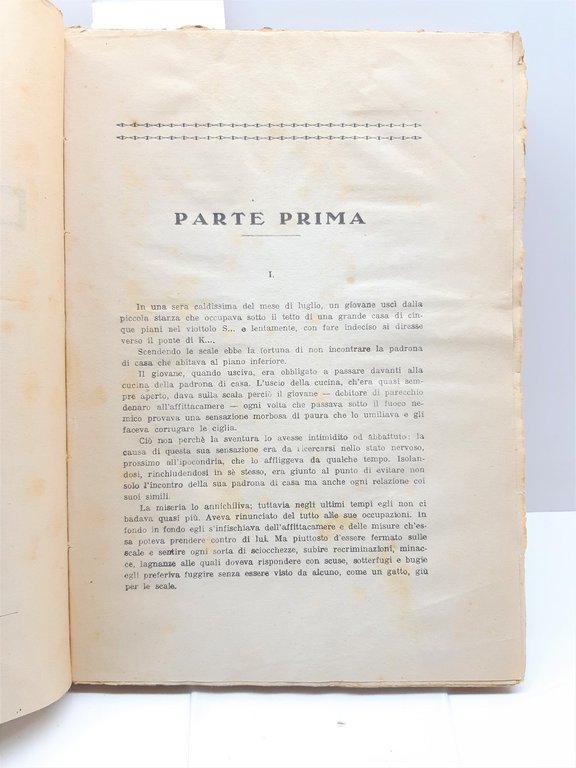 PARTE PRIMA
I.
In una sera caldissima del mese di luglio, un giovane uscì dalla
piccola stanza che occupava sotto il tetto di una grande casa di cin-
que piani nel viottolo S... e lentamente, con fare indeciso si diresse
verso il ponte di K...
Scendendo le scale ebbe la fortuna di non incontrare la padrona
di casa che abitava al piano inferiore.
Il giovane, quando usciva, era obbligato a passare davanti alla
cucina della padrona di casa. L'uscio della cucina, ch'era quasi sem-
pre aperto, dava sulla scala perciò il giovane — debitore di parecchio
denaro all'affittacamere — ogni volta che passava sotto il fuoco ne-
mico provava una sensazione morbosa di paura che lo umiliava e gli
faceva corrugare le ciglia.
Ciò non perchè la sventura lo avesse intimidito od abbattuto: la
causa di questa sua sensazione era da ricercarsi nello stato nervoso,
prossimo all'ipocondria, che lo affliggeva da qualche tempo. Isolan-
dosi, rinchiudendosi in sè stesso, era giunto al punto di evitare non
solo l'incontro della sua padrona di casa ma anche ogni relazione coi
suoi simili.
La miseria lo annichiliva; tuttavia negli ultimi tempi egli non ci
badava quasi più. Aveva rinunciato del tutto alle sue occupazioni. In
fondo in fondo egli s'infischiava dell'affittacamere e delle misure ch'es-
sa poteva prendere contro di lui. Ma piuttosto d'essere fermato sulle
scale e sentire ogni sorta di sciocchezze, subire recriminazioni, minac-
ce, lagnanze alle quali doveva rispondere con scuse, sotterfugi e bugie
egli preferiva fuggire senza essere visto da alcuno, come un gatto, giù
per le scale.